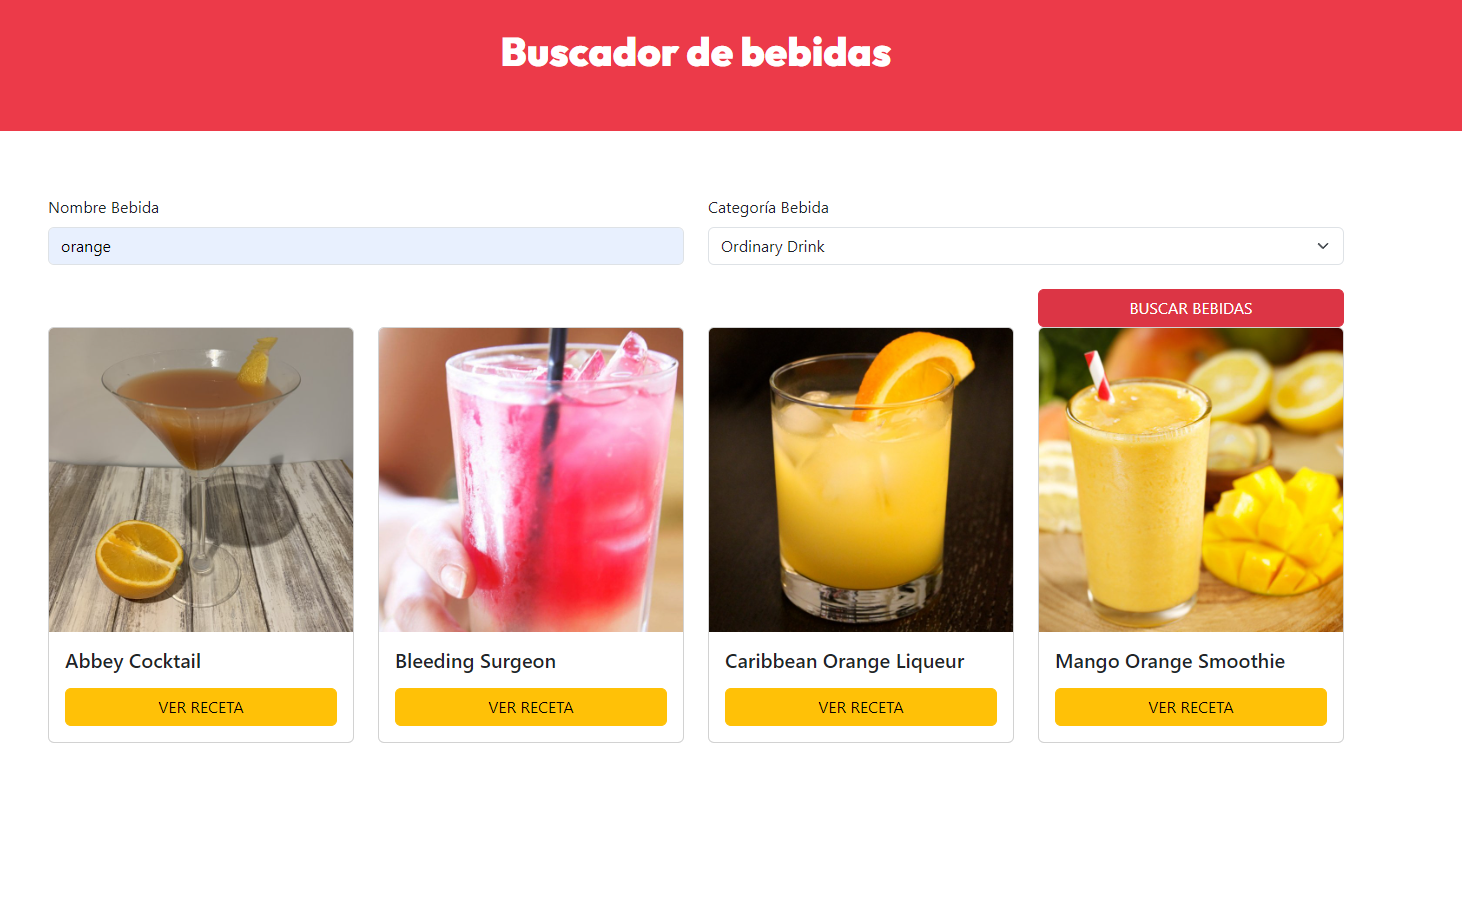 Buscador de bebidas
Nombre Bebida
Categoría Bebida
orange
Ordinary Drink
BUSCAR BEBIDAS
Abbey Cocktail
Bleeding Surgeon
Caribbean Orange Liqueur
Mango Orange Smoothie
VER RECETA
VER RECETA
VER RECETA
VER RECETA